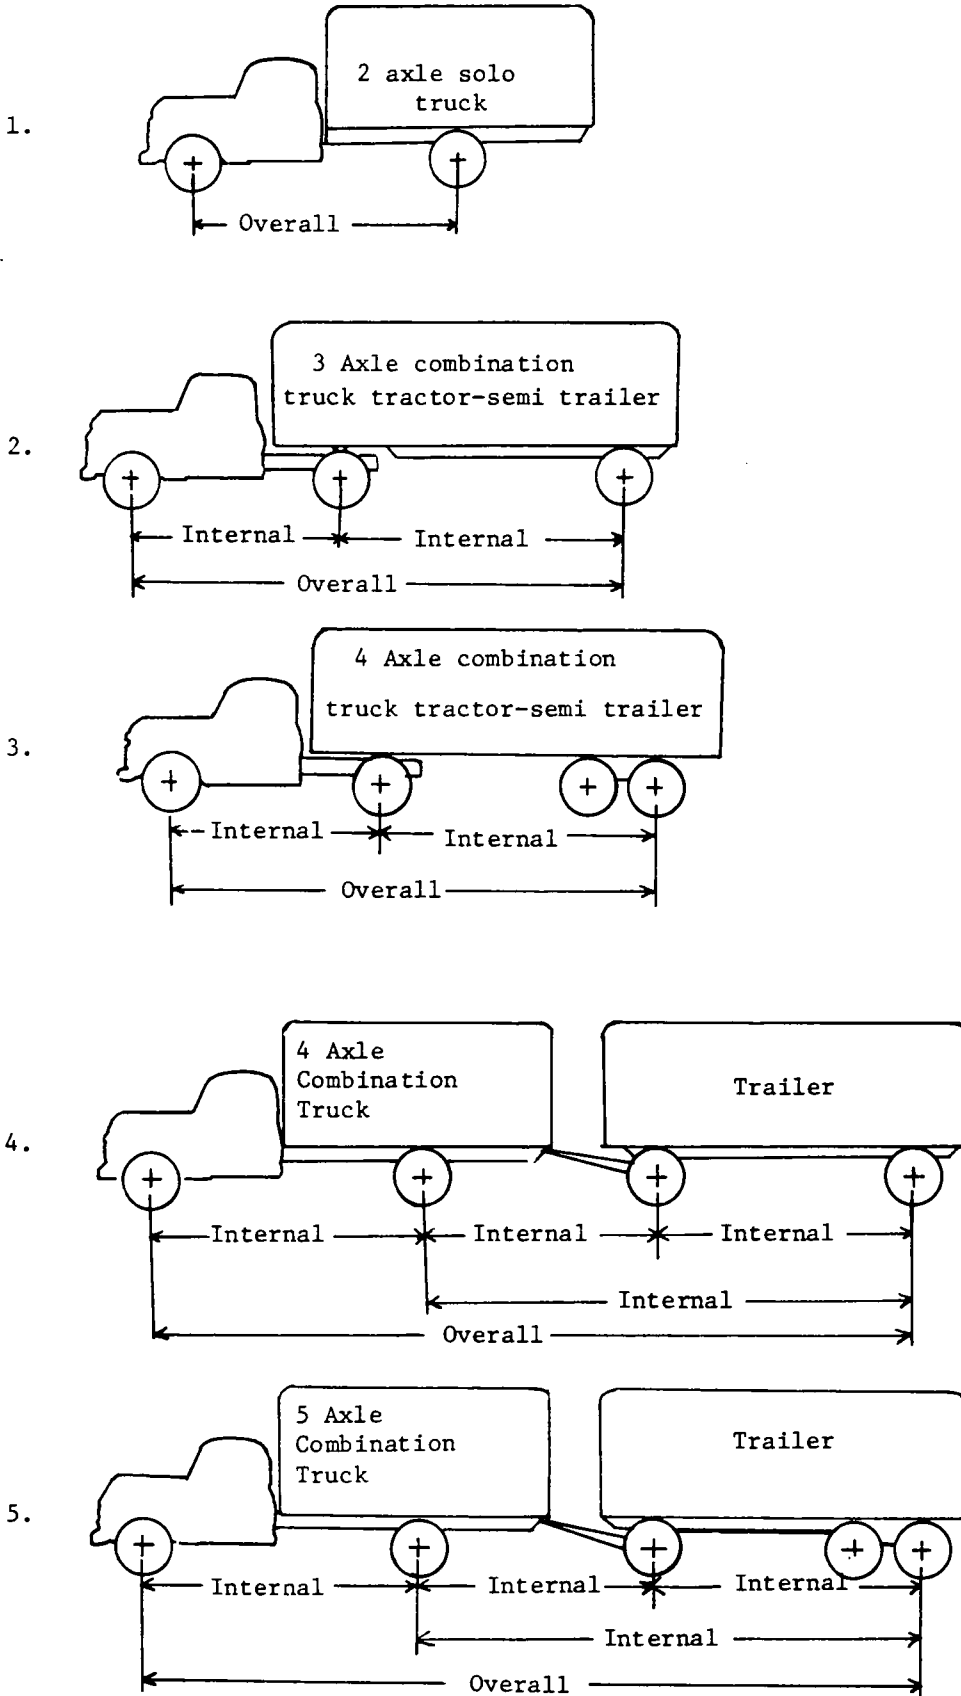 1.
2 axle solo
truck
Overall
2.
3 Axle combination
truck tractor-semi trailer
Internal Internal
Overall
3.
4 Axle combination
truck tractor-semi trailer
Internal Internal
Overall
4.
4 Axle
Combination
Truck
Trailer
Internal Internal Internal
Internal
Overall
5.
5 Axle
Combination
Truck
Trailer
Internal Internal Internal
Internal
Overall